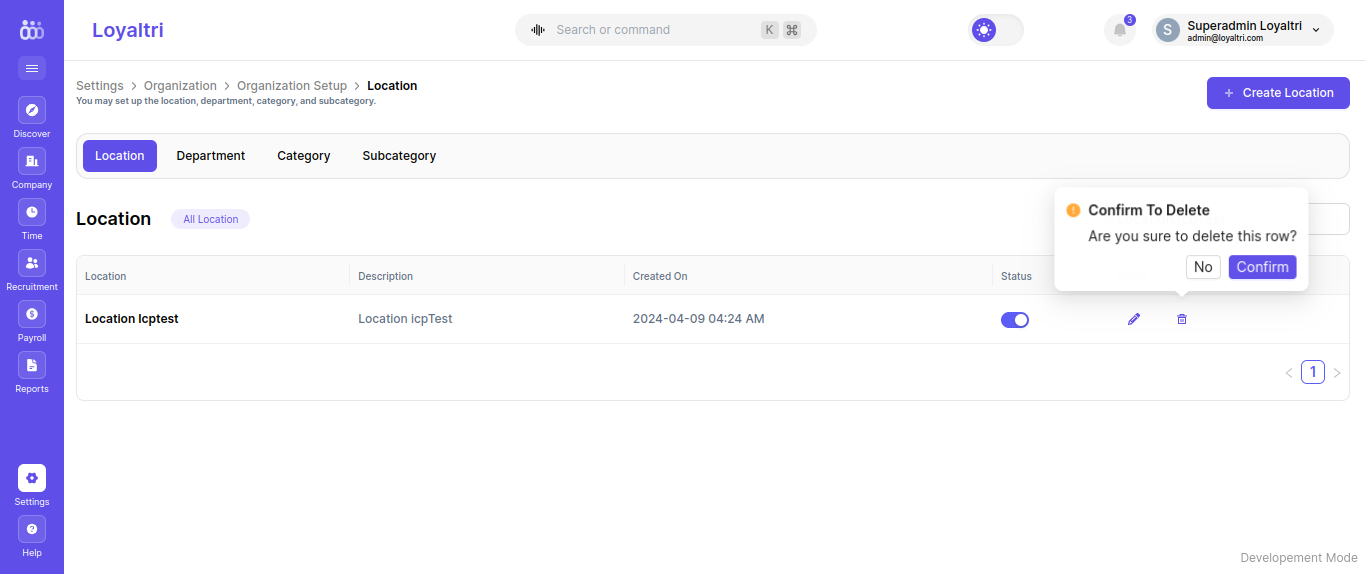 Loyaltri
Search or command K ⌘
3
S Superadmin Loyaltri
admin@loyaltri.com
Discover
Company
Time
Recruitment
Payroll
Reports
Settings
Help
Settings > Organization > Organization Setup > Location
You may set up the location, department, category, and subcategory.
+ Create Location
Location Department Category Subcategory
Location All Location
Confirm To Delete
Are you sure to delete this row?
No Confirm
Location Description Created On Status
Location Icptest Location icpTest 2024-04-09 04:24 AM
< 1 >
Developement Mode